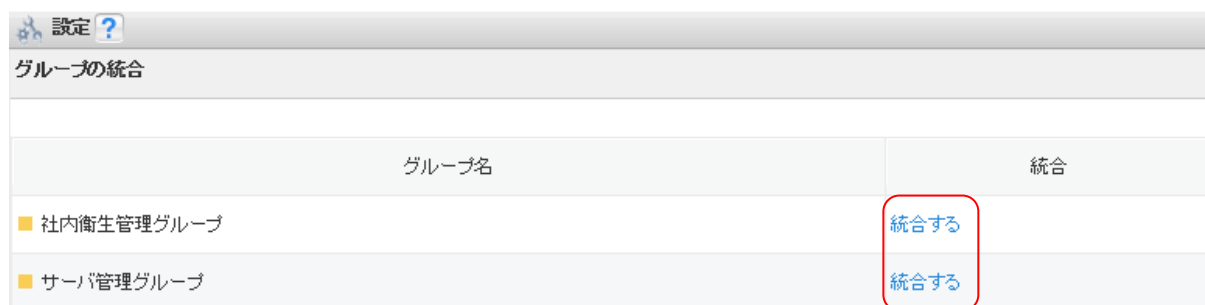 設定 ?
グループの統合
グループ名 統合
社内衛生管理グループ 統合する
サーバ管理グループ 統合する